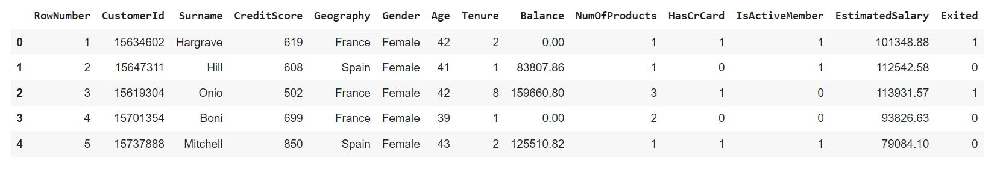 RowNumber CustomerId Surname CreditScore Geography Gender Age Tenure Balance NumOfProducts HasCrCard IsActiveMember EstimatedSalary Exited
0 1 15634602 Hargrave 619 France Female 42 2 0.00 1 1 1 101348.88 1
1 2 15647311 Hill 608 Spain Female 41 1 83807.86 1 0 1 112542.58 0
2 3 15619304 Onio 502 France Female 42 8 159660.80 3 1 0 113931.57 1
3 4 15701354 Boni 699 France Female 39 1 0.00 2 0 0 93826.63 0
4 5 15737888 Mitchell 850 Spain Female 43 2 125510.82 1 1 1 79084.10 0